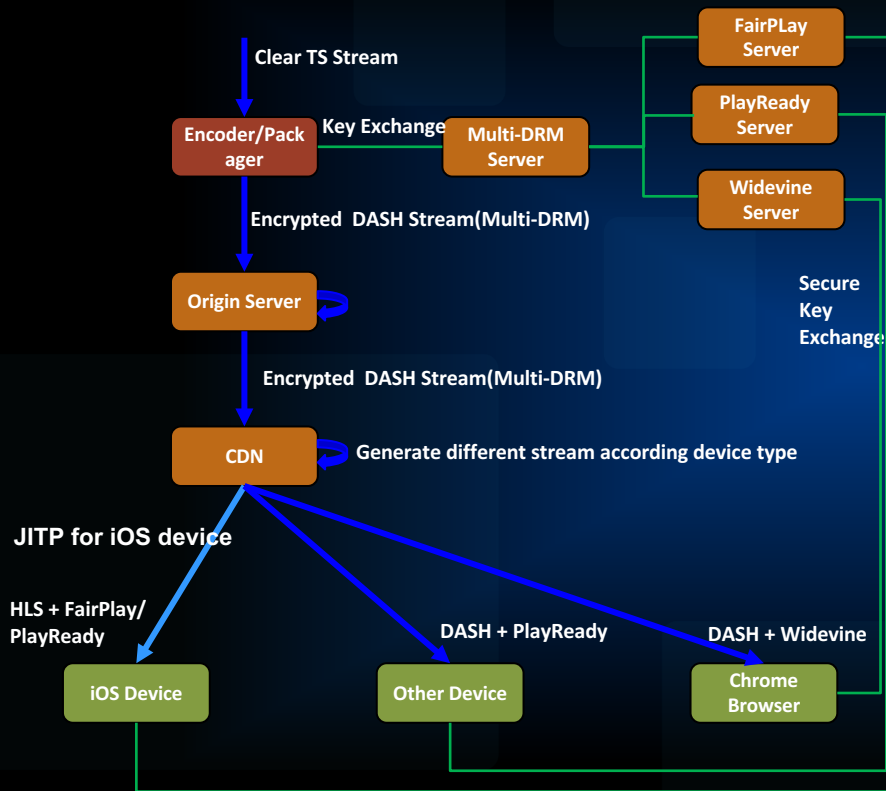 FairPLay
Server
Clear TS Stream
PlayReady
Server
Encoder/Pack
ager
Key Exchange
Multi-DRM
Server
Widevine
Server
Encrypted DASH Stream(Multi-DRM)
Secure
Key
Exchange
Origin Server
Encrypted DASH Stream(Multi-DRM)
CDN
Generate different stream according device type
JITP for iOS device
HLS + FairPlay/
PlayReady
DASH + PlayReady
DASH + Widevine
iOS Device
Other Device
Chrome
Browser